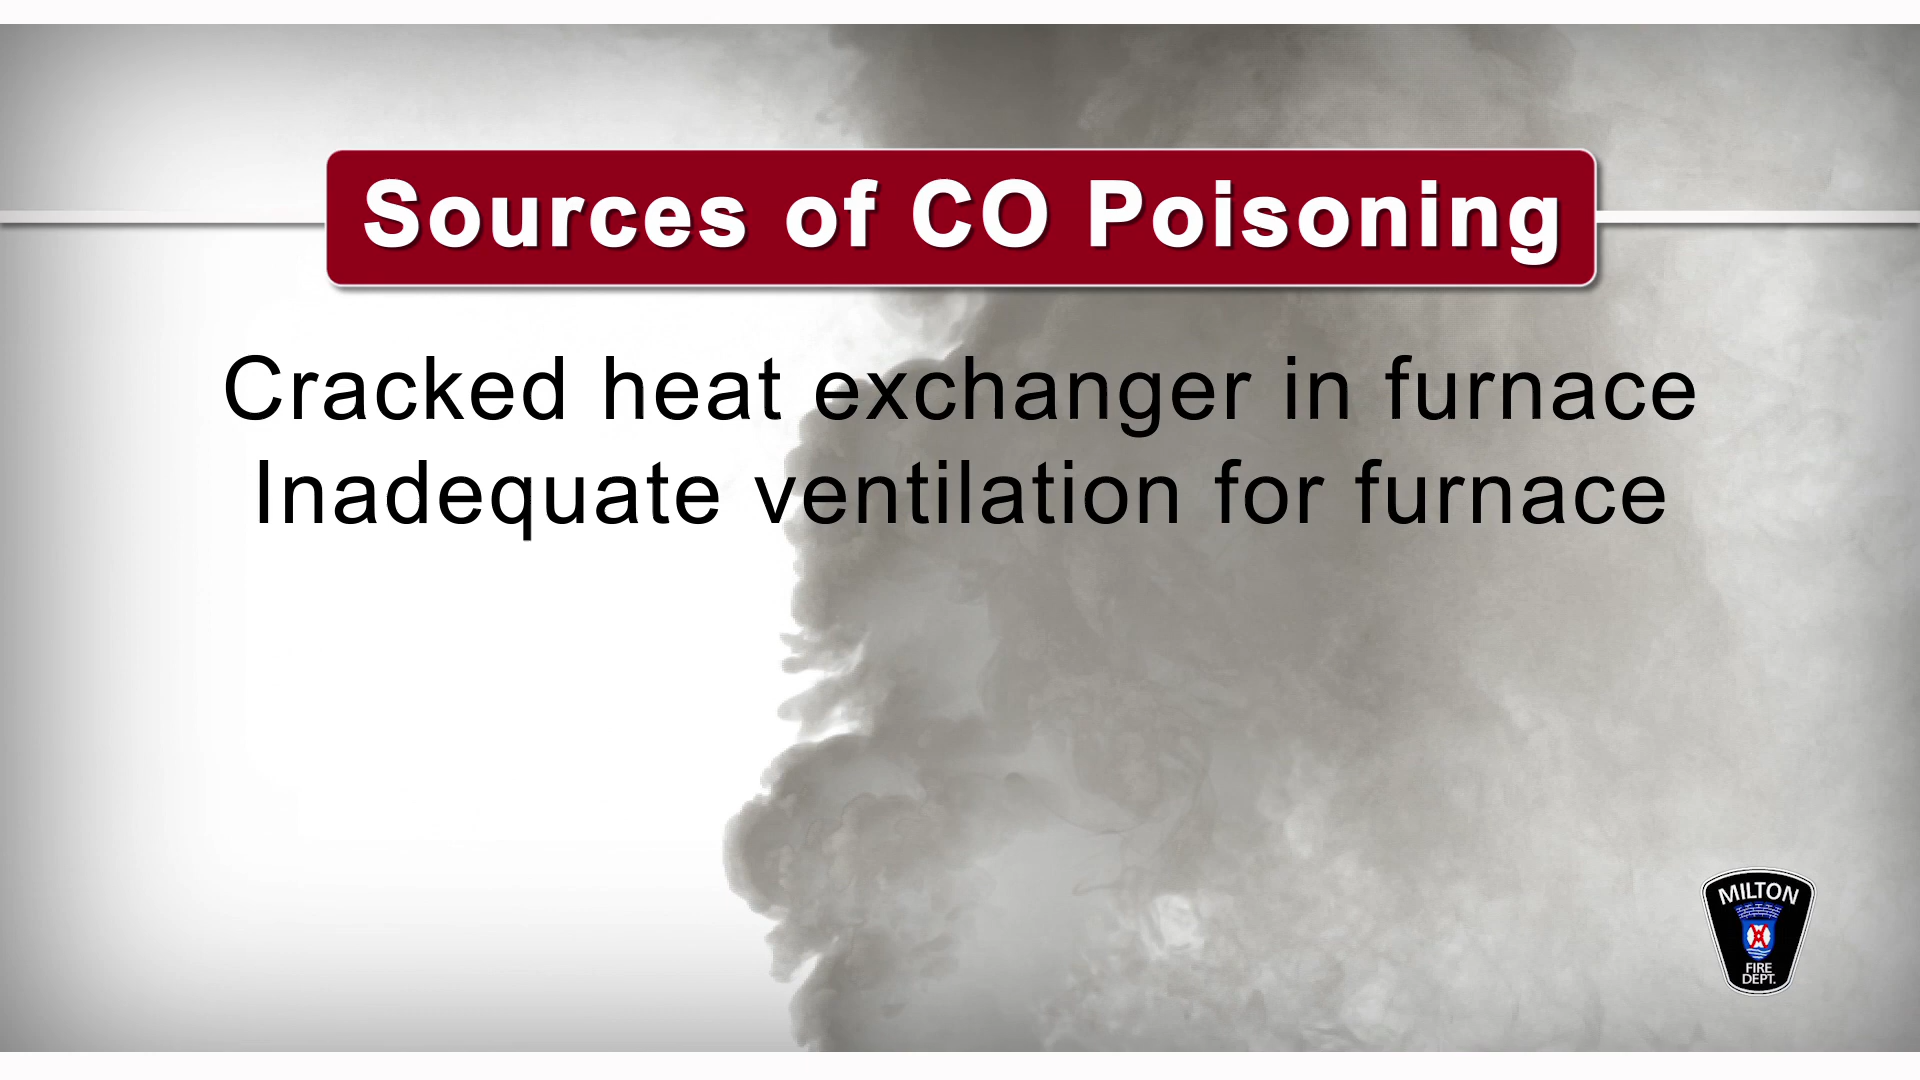 Sources of CO Poisoning
Cracked heat exchanger in furnace
Inadequate ventilation for furnace
MILTON
FIRE
DEPT.